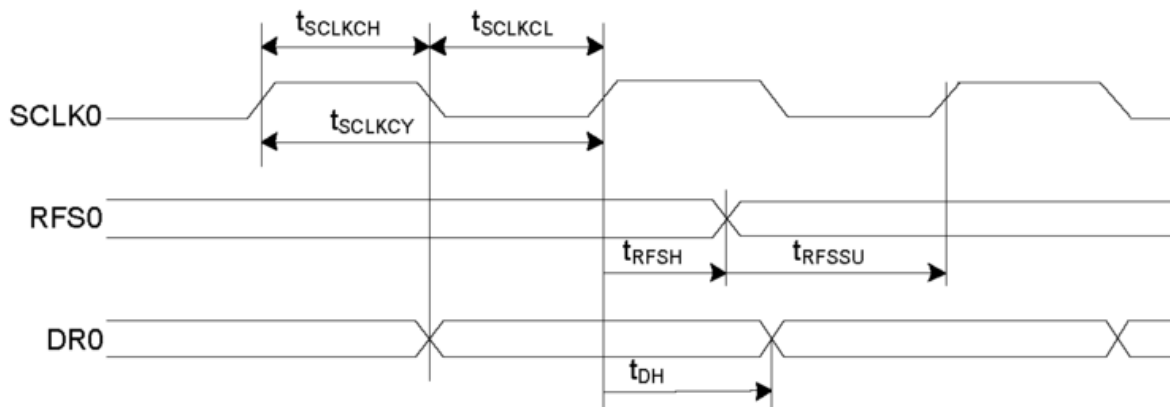 tSCLKCH tSCLKCL
SCLK0
tSCLKCY
RFS0
tRFSH tRFSSU
DR0
tDH